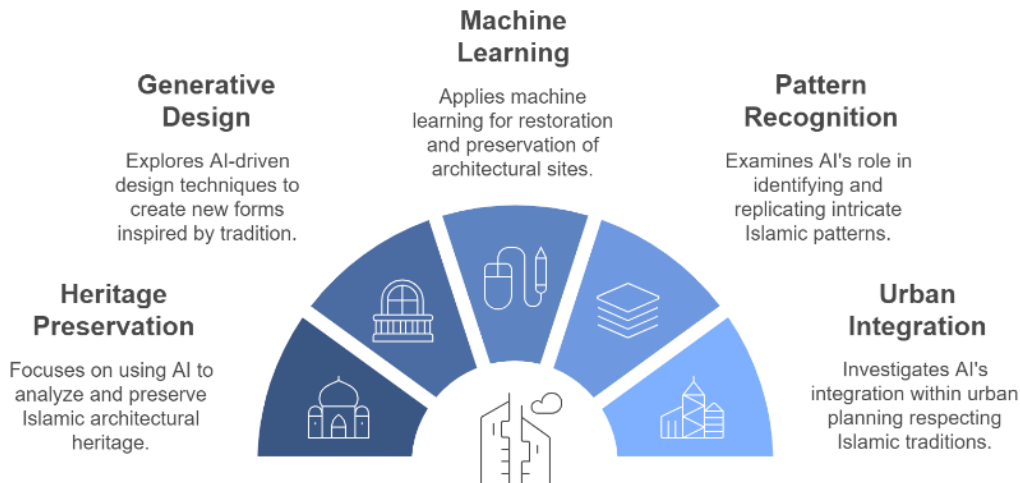 Machine
Learning
Applies machine
learning for restoration
and preservation of
architectural sites.
Generative
Design
Explores AI-driven
design techniques to
create new forms
inspired by tradition.
Pattern
Recognition
Examines AI's role in
identifying and
replicating intricate
Islamic patterns.
Heritage
Preservation
Focuses on using AI to
analyze and preserve
Islamic architectural
heritage.
Urban
Integration
Investigates AI's
integration within urban
planning respecting
Islamic traditions.